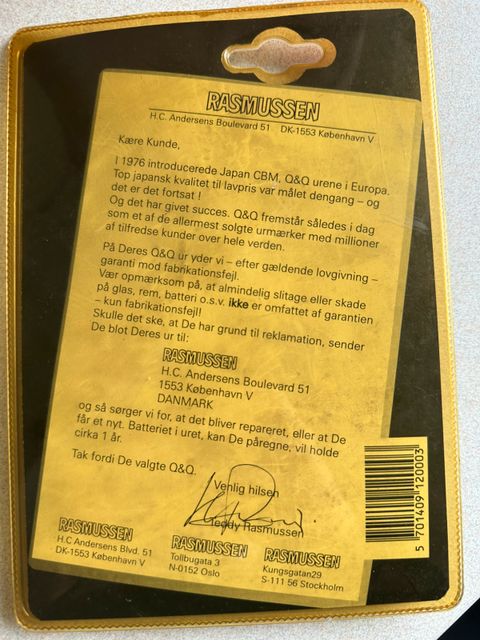 RASMUSSEN
H.C. Andersens Boulevard 51 DK-1553 København V
Kære Kunde,
I 1976 introducerede Japan CBM, Q&Q urene i Europa.
Top japansk kvalitet til lavpris var målet dengang – og
det er det fortsat !
Og det har givet succes. Q&Q fremstår således i dag
som et af de allermest solgte urmærker med millioner
af tilfredse kunder over hele verden.
På Deres Q&Q ur yder vi – efter gældende lovgivning –
garanti mod fabrikationsfejl.
Vær opmærksom på, at almindelig slitage eller skade
på glas, rem, batteri o.s.v. ikke er omfattet af garantien
– kun fabrikationsfejl!
Skulle det ske, at De har grund til reklamation, sender
De blot Deres ur til:
RASMUSSEN
H.C. Andersens Boulevard 51
1553 København V
DANMARK
og så sørger vi for, at det bliver repareret, eller at De
får et nyt. Batteriet i uret, kan De påregne, vil holde
cirka 1 år.
Tak fordi De valgte Q&Q.
Venlig hilsen
Teddy Rasmussen
RASMUSSEN
H.C. Andersens Blvd. 51
DK-1553 København V
RASMUSSEN
Tollbugata 3
N-0152 Oslo
RASMUSSEN
Kungsgatan29
S-111 56 Stockholm
5 701409 120003